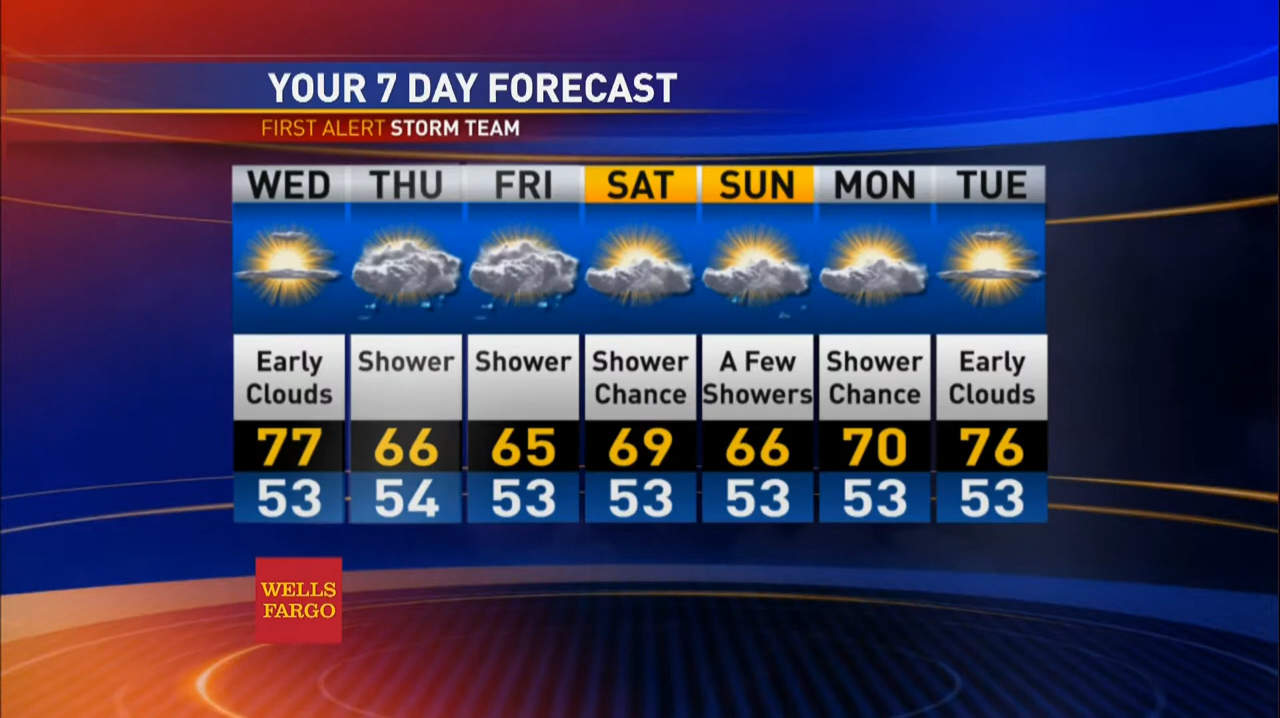 YOUR 7 DAY FORECAST
FIRST ALERT STORM TEAM
WED THU FRI SAT SUN MON TUE
Early Clouds
Shower
Shower
Shower Chance
A Few Showers
Shower Chance
Early Clouds
77 66 65 69 66 70 76
53 54 53 53 53 53 53
WELLS
FARGO